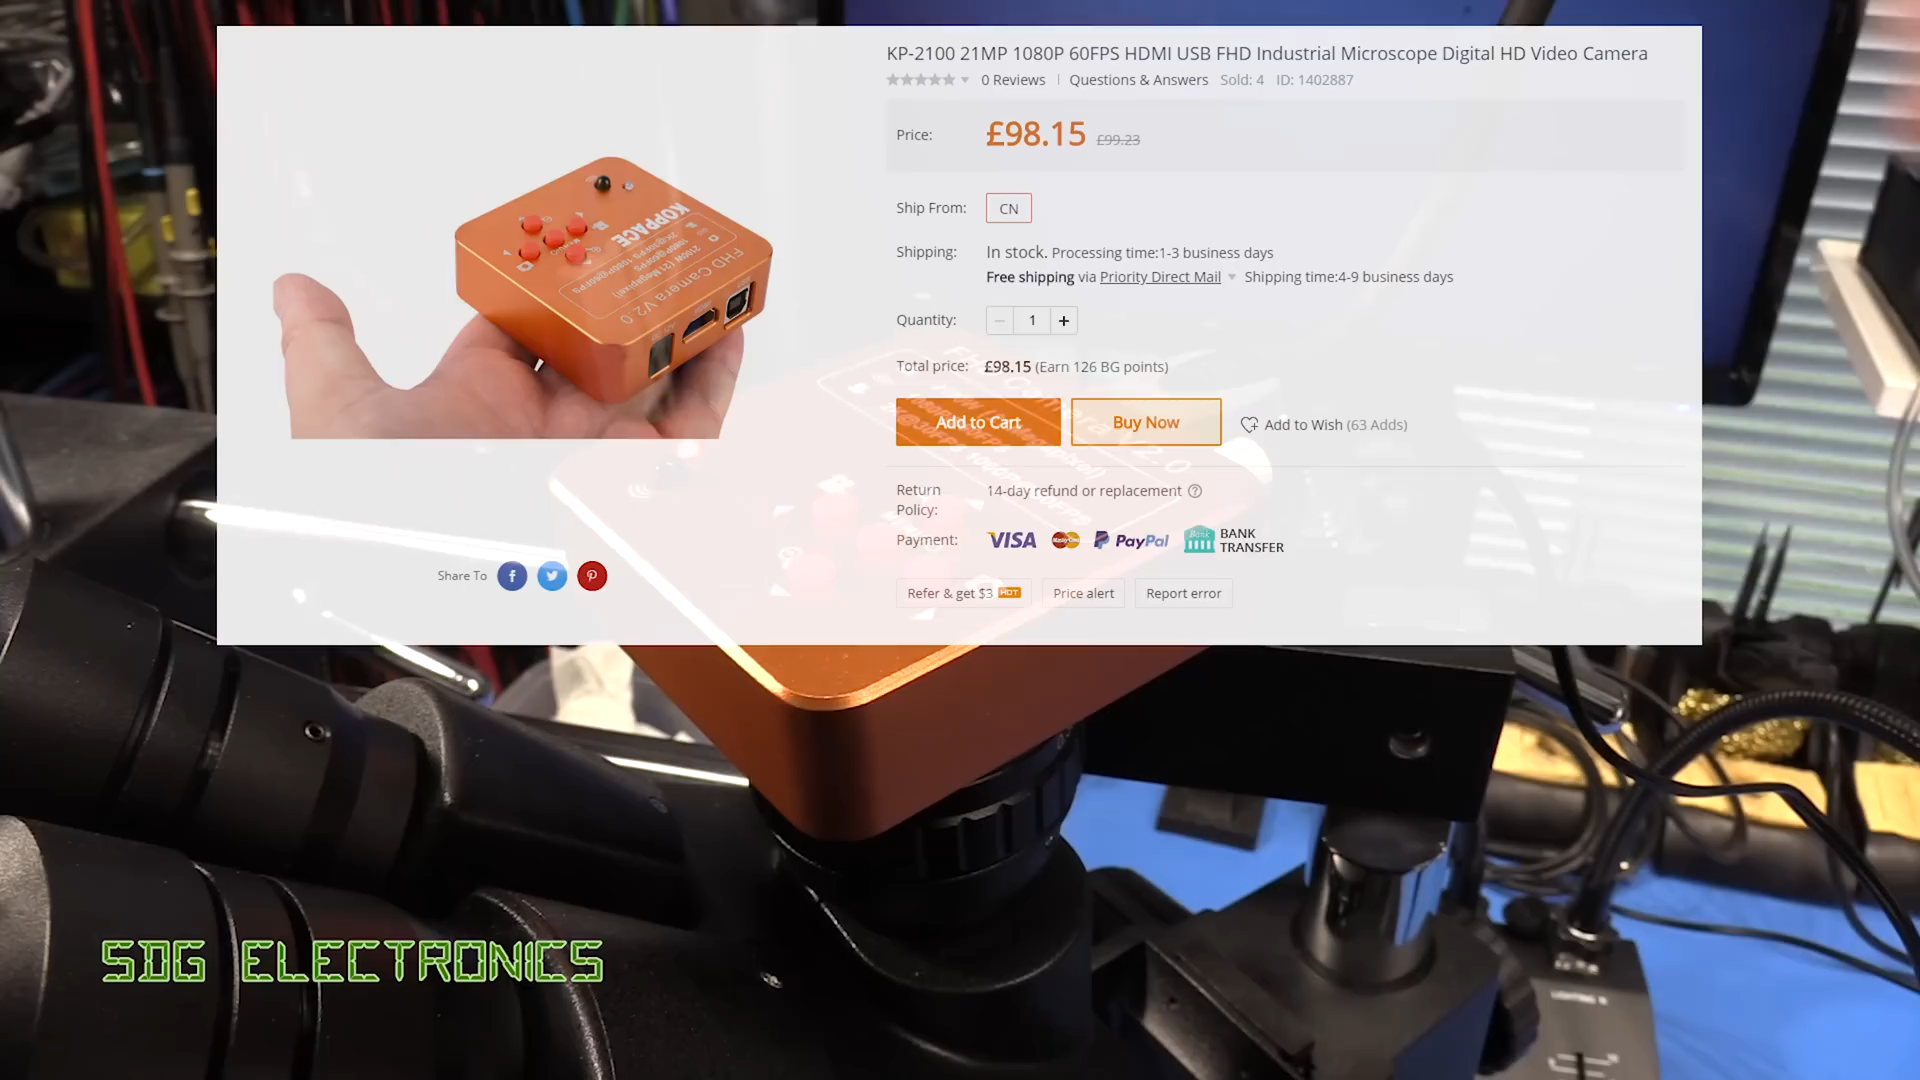 KP-2100 21MP 1080P 60FPS HDMI USB FHD Industrial Microscope Digital HD Video Camera
0 Reviews Questions & Answers Sold: 4 ID: 1402887
Price: £98.15 £99.23
Ship From: CN
Shipping: In stock. Processing time:1-3 business days
Free shipping via Priority Direct Mail Shipping time:4-9 business days
Quantity: 1
Total price: £98.15 (Earn 126 BG points)
Add to Cart Buy Now Add to Wish (63 Adds)
Return Policy: 14-day refund or replacement
Payment: VISA PayPal BANK TRANSFER
Refer & get $3 HOT Price alert Report error
Share To
KOPPACE
2100W (21 Megapixel)
FHD Camera V2.0
SDG ELECTRONICS